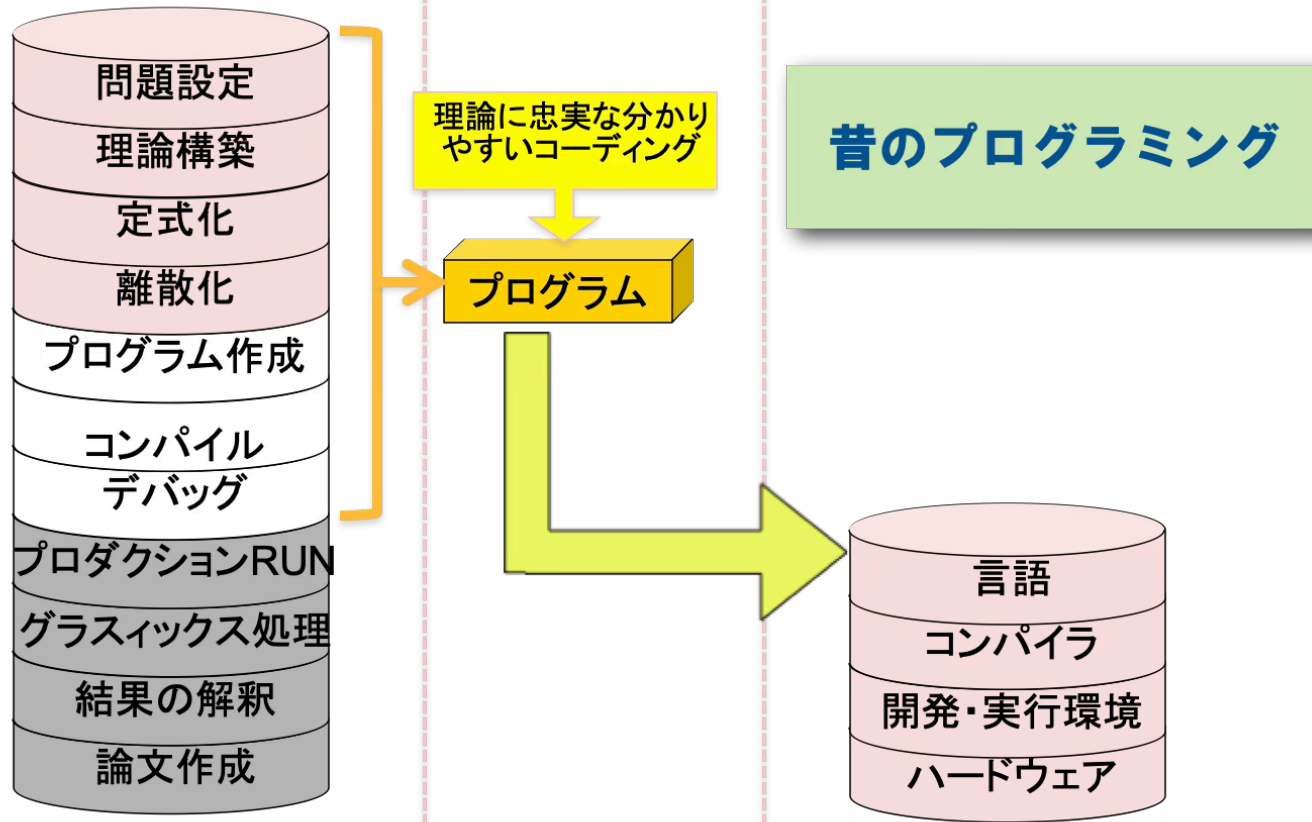 問題設定
理論構築
定式化
離散化
プログラム作成
コンパイル
デバッグ
プロダクションRUN
グラスィックス処理
結果の解釈
論文作成
理論に忠実な分かり
やすいコーディング
プログラム
昔のプログラミング
言語
コンパイラ
開発・実行環境
ハードウェア